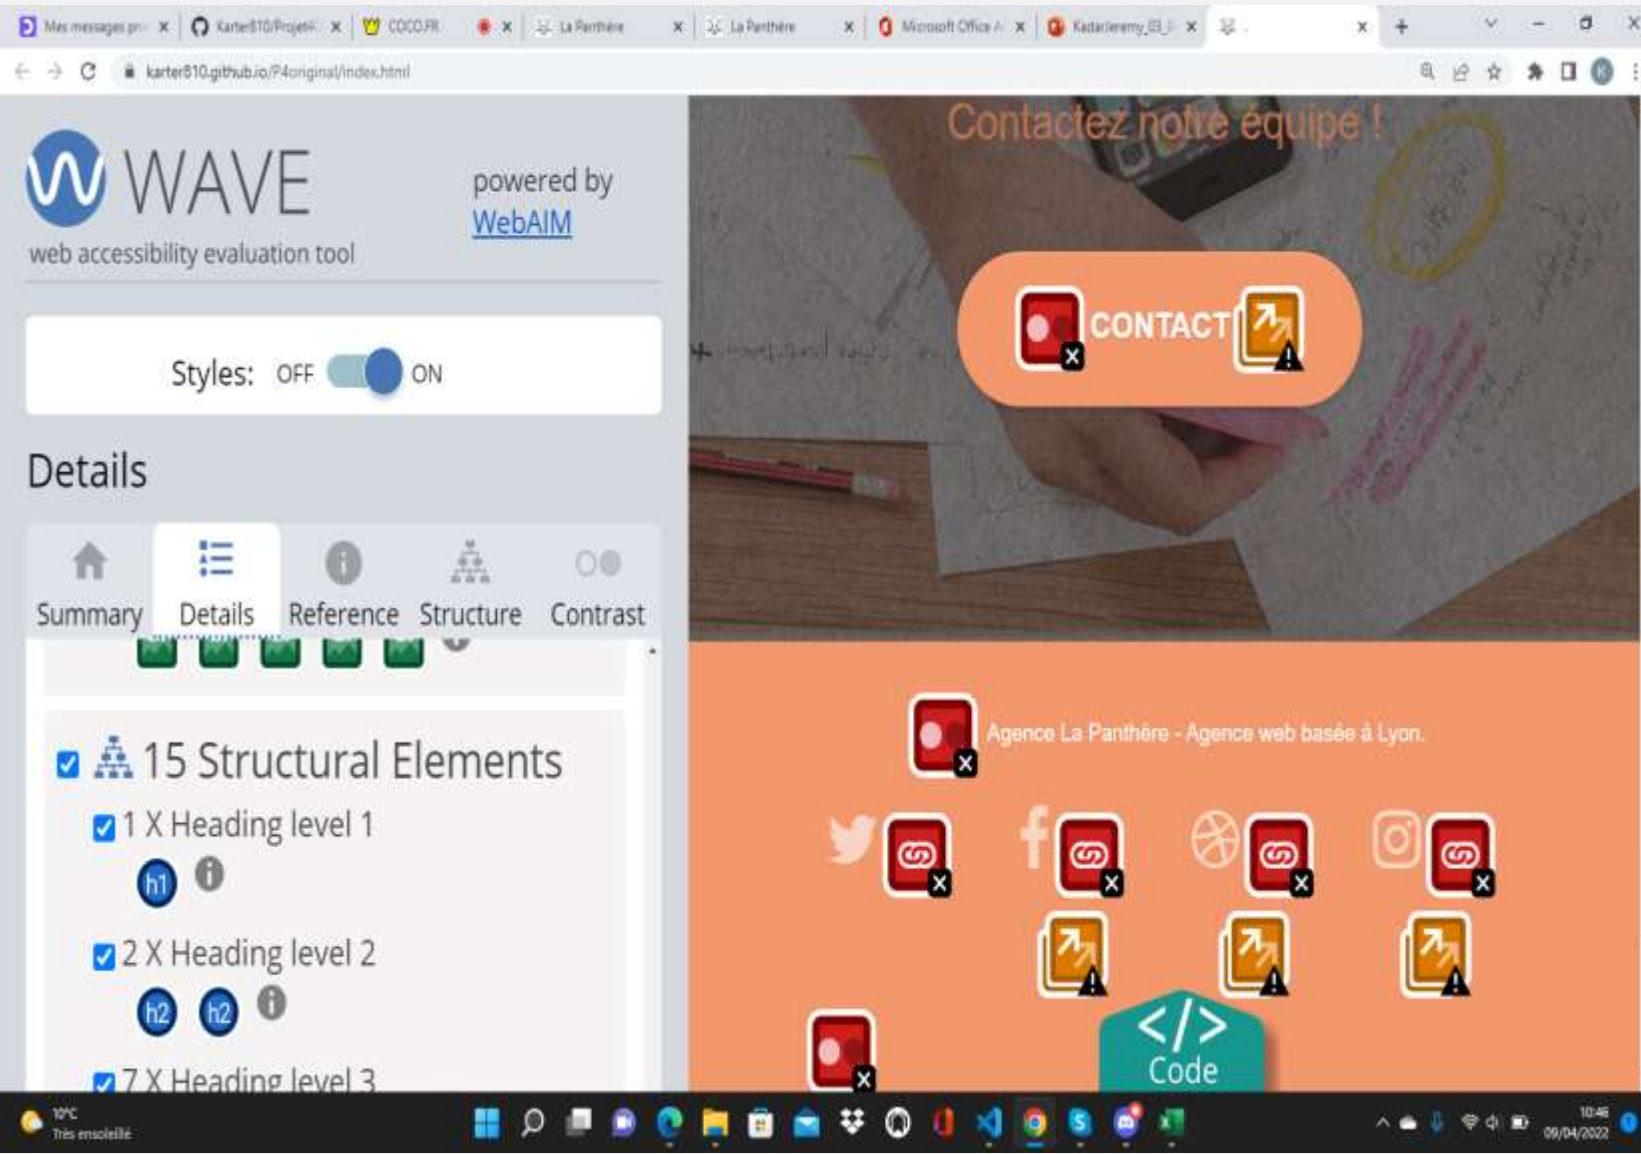 Mes messages pri
Karter810/Projet4
COCO.FR
La Panthère
La Panthère
Microsoft Office
KadarJeremy_03_
karter810.github.io/P4original/index.html
K
WAVE
powered by
WebAIM
web accessibility evaluation tool
Styles: OFF ON
Details
Summary
Details
Reference
Structure
Contrast
15 Structural Elements
1 X Heading level 1
h1
2 X Heading level 2
h2 h2
7 X Heading level 3
Contactez notre équipe !
CONTACT
Agence La Panthère - Agence web basée à Lyon.
</>
Code
10°C
Très ensoleillé
10:46
09/04/2022